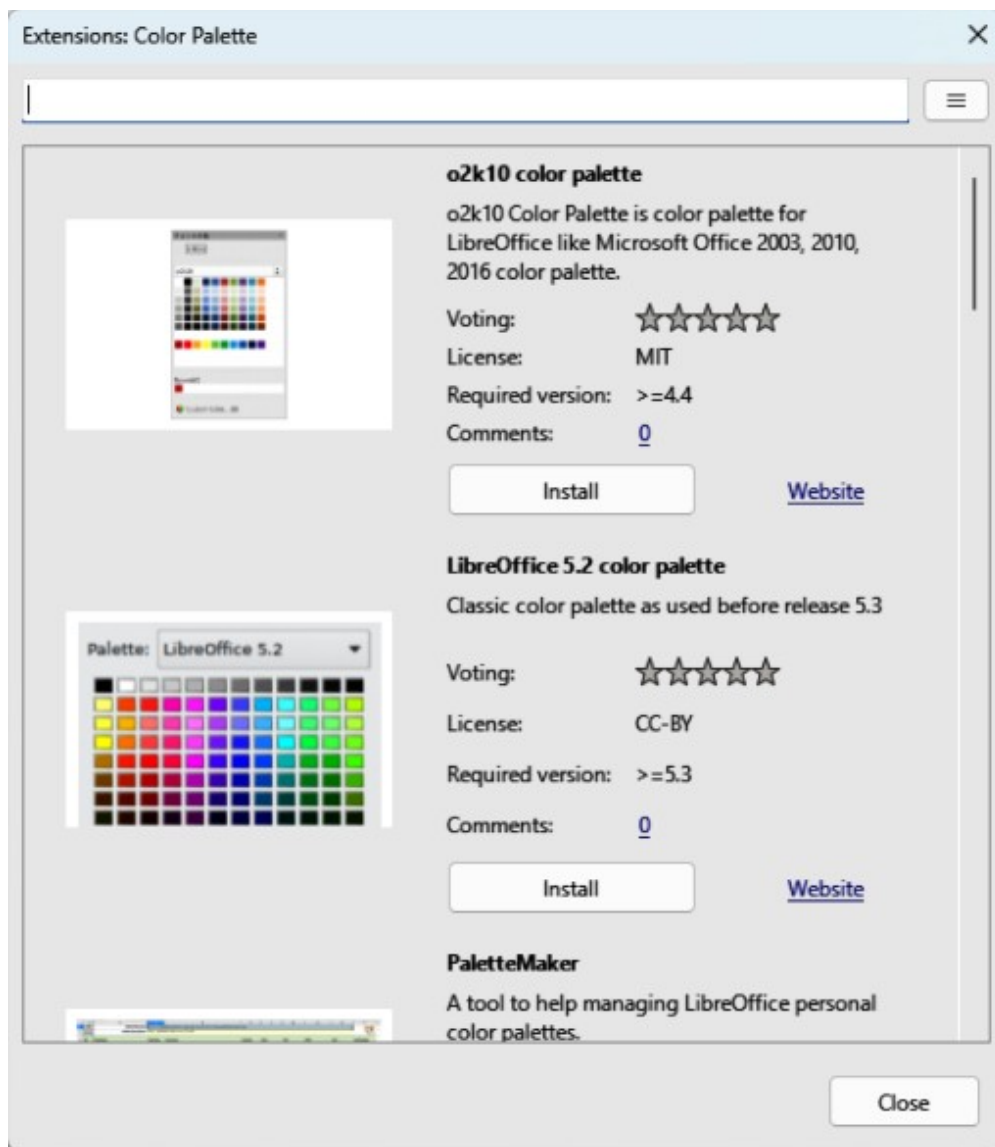 Extensions: Color Palette
o2k10 color palette
o2k10 Color Palette is color palette for
LibreOffice like Microsoft Office 2003, 2010,
2016 color palette.
Voting:
License: MIT
Required version: >=4.4
Comments: 0
Install Website
LibreOffice 5.2 color palette
Classic color palette as used before release 5.3
Palette: LibreOffice 5.2
Voting:
License: CC-BY
Required version: >=5.3
Comments: 0
Install Website
PaletteMaker
A tool to help managing LibreOffice personal
color palettes.
Close